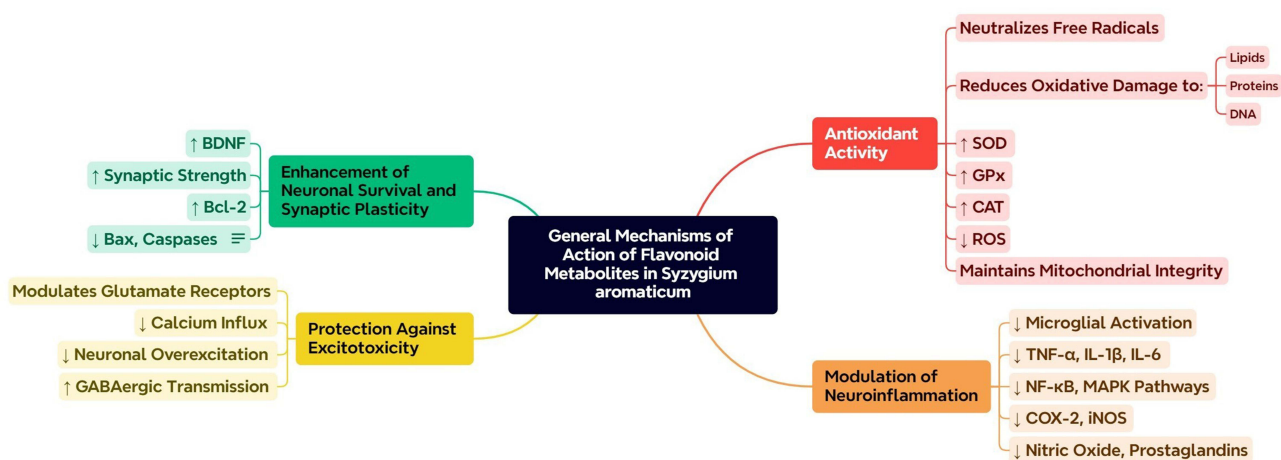 General Mechanisms of
Action of Flavonoid
Metabolites in Syzygium
aromaticum
Antioxidant
Activity
Neutralizes Free Radicals
Reduces Oxidative Damage to:
Lipids
Proteins
DNA
↑ SOD
↑ GPx
↑ CAT
↓ ROS
Maintains Mitochondrial Integrity
Modulation of
Neuroinflammation
↓ Microglial Activation
↓ TNF-α, IL-1β, IL-6
↓ NF-κB, MAPK Pathways
↓ COX-2, iNOS
↓ Nitric Oxide, Prostaglandins
Enhancement of
Neuronal Survival and
Synaptic Plasticity
↑ BDNF
↑ Synaptic Strength
↑ Bcl-2
↓ Bax, Caspases
Protection Against
Excitotoxicity
Modulates Glutamate Receptors
↓ Calcium Influx
↓ Neuronal Overexcitation
↑ GABAergic Transmission